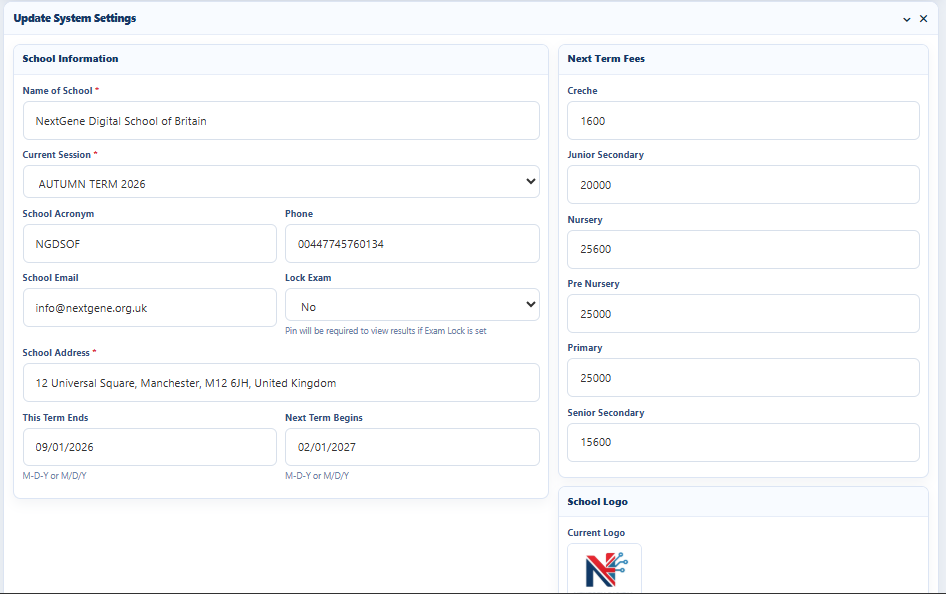 Update System Settings
School Information
Name of School *
NextGene Digital School of Britain
Current Session *
AUTUMN TERM 2026
School Acronym
Phone
NGDSOF
00447745760134
School Email
Lock Exam
info@nextgene.org.uk
No
Pin will be required to view results if Exam Lock is set
School Address *
12 Universal Square, Manchester, M12 6JH, United Kingdom
This Term Ends
Next Term Begins
09/01/2026
02/01/2027
M-D-Y or M/D/Y
M-D-Y or M/D/Y
Next Term Fees
Creche
1600
Junior Secondary
20000
Nursery
25600
Pre Nursery
25000
Primary
25000
Senior Secondary
15600
School Logo
Current Logo
N